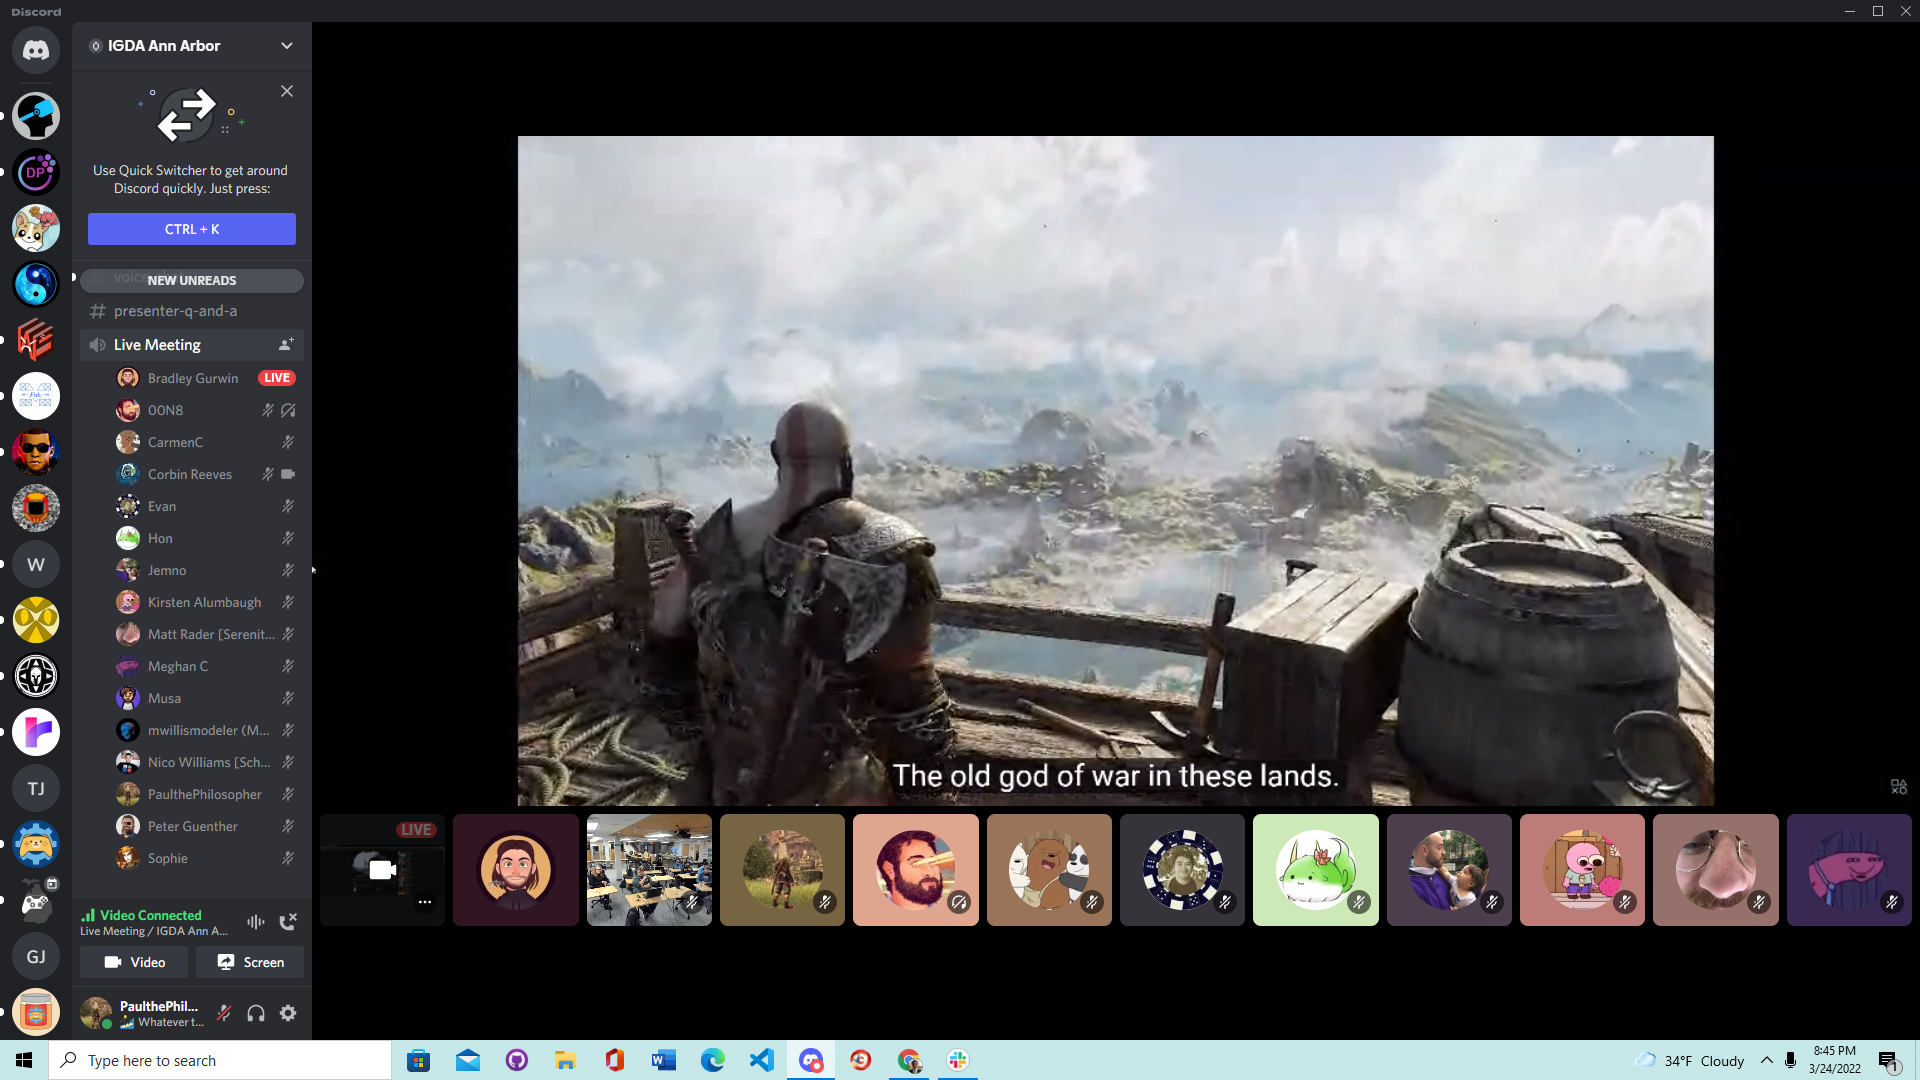 Discord
IGDA Ann Arbor
Use Quick Switcher to get around
Discord quickly. Just press:
CTRL + K
NEW UNREADS
presenter-q-and-a
Live Meeting
Bradley Gurwin LIVE
00N8
CarmenC
Corbin Reeves
Evan
Hon
Jemno
Kirsten Alumbaugh
Matt Rader [Serenit...
Meghan C
Musa
mwillismodeler (M...
Nico Williams [Sch...
PaulthePhilosopher
Peter Guenther
Sophie
DP
W
TJ
GJ
Video Connected
Live Meeting / IGDA Ann A...
Video
Screen
PaulthePhil...
Whatever t...
The old god of war in these lands.
LIVE
Type here to search
34°F Cloudy
8:45 PM
3/24/2022
1